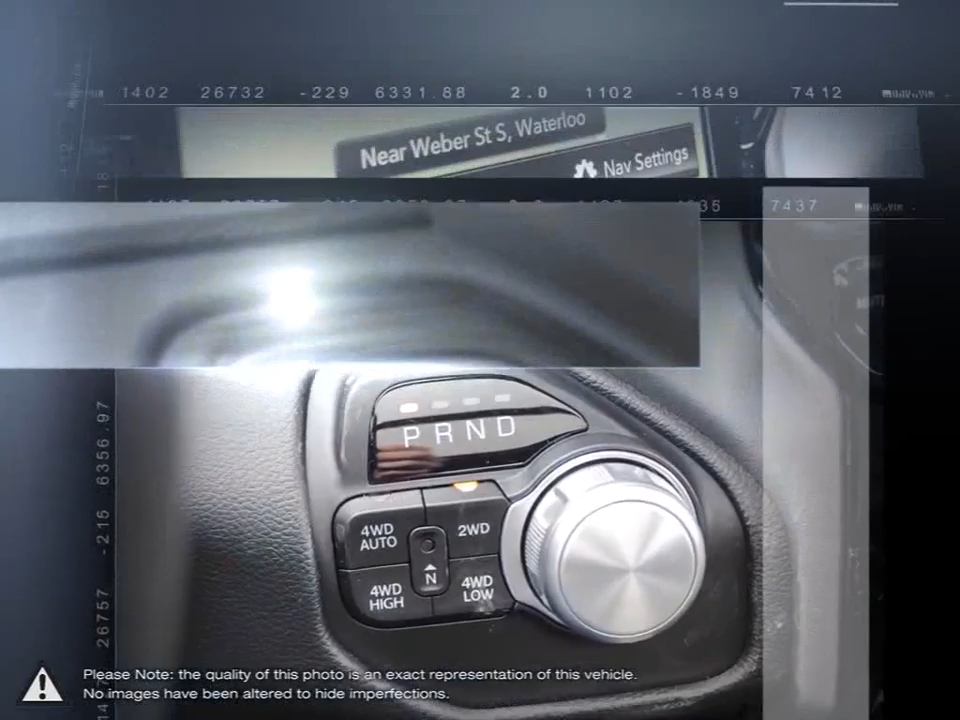 1402 26732 -229 6331.88 2.0 1102 -1849 7412
Near Weber St S, Waterloo
Nav Settings
7437
6356.97
-215
26757
P R N D
4WD AUTO
2WD
N
4WD HIGH
4WD LOW
Please Note: the quality of this photo is an exact representation of this vehicle.
No images have been altered to hide imperfections.